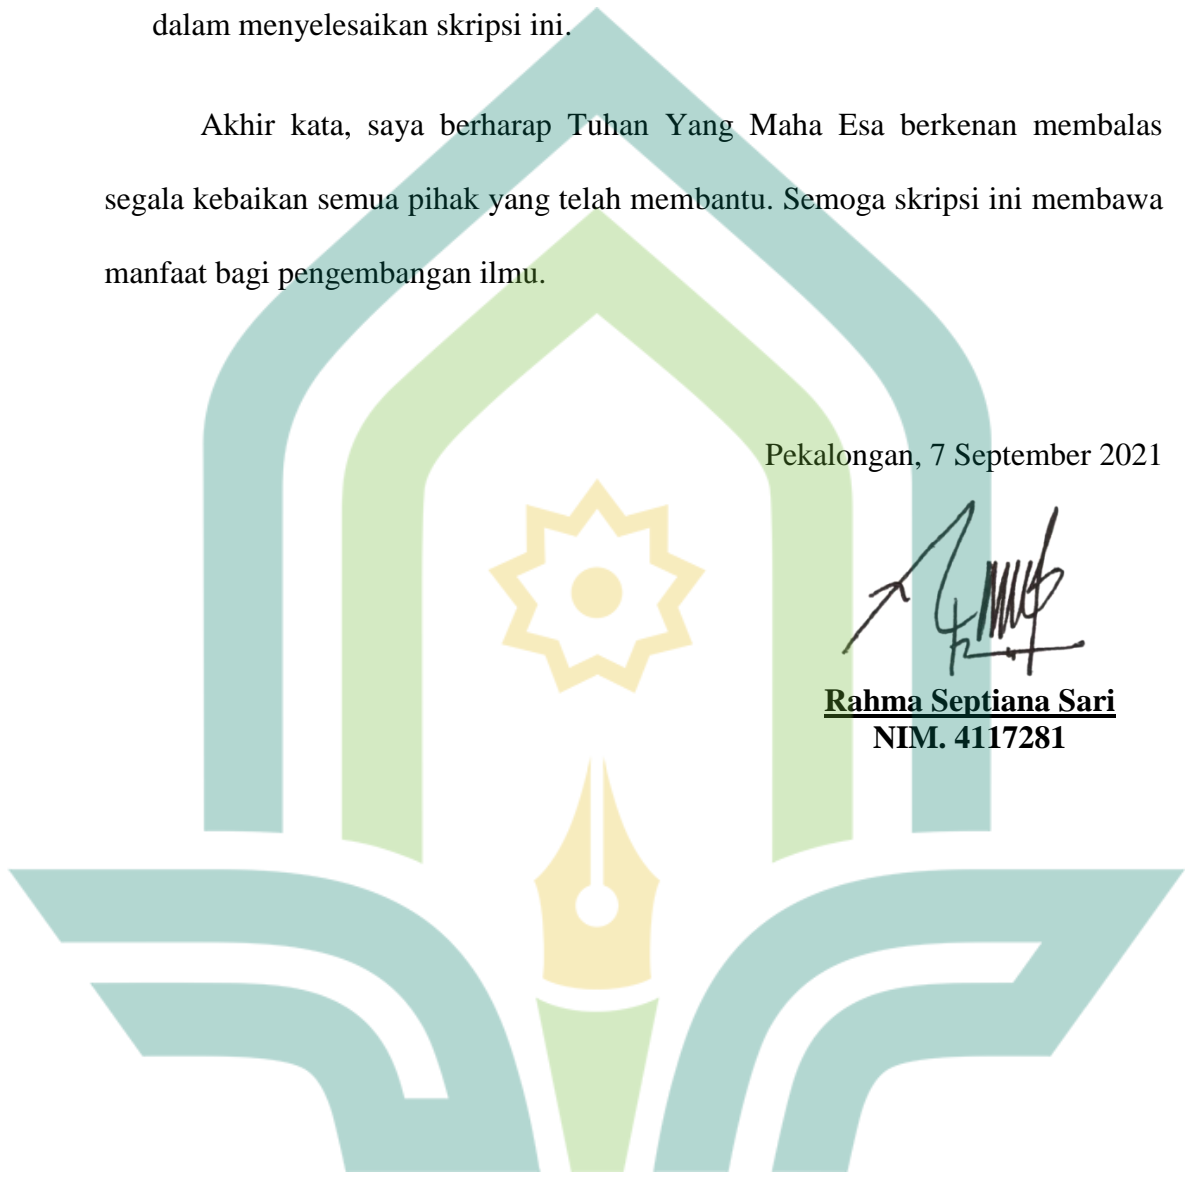 dalam menyelesaikan skripsi ini.
Akhir kata, saya berharap Tuhan Yang Maha Esa berkenan membalas
segala kebaikan semua pihak yang telah membantu. Semoga skripsi ini membawa
manfaat bagi pengembangan ilmu.
Pekalongan, 7 September 2021
Rahma Septiana Sari
NIM. 4117281